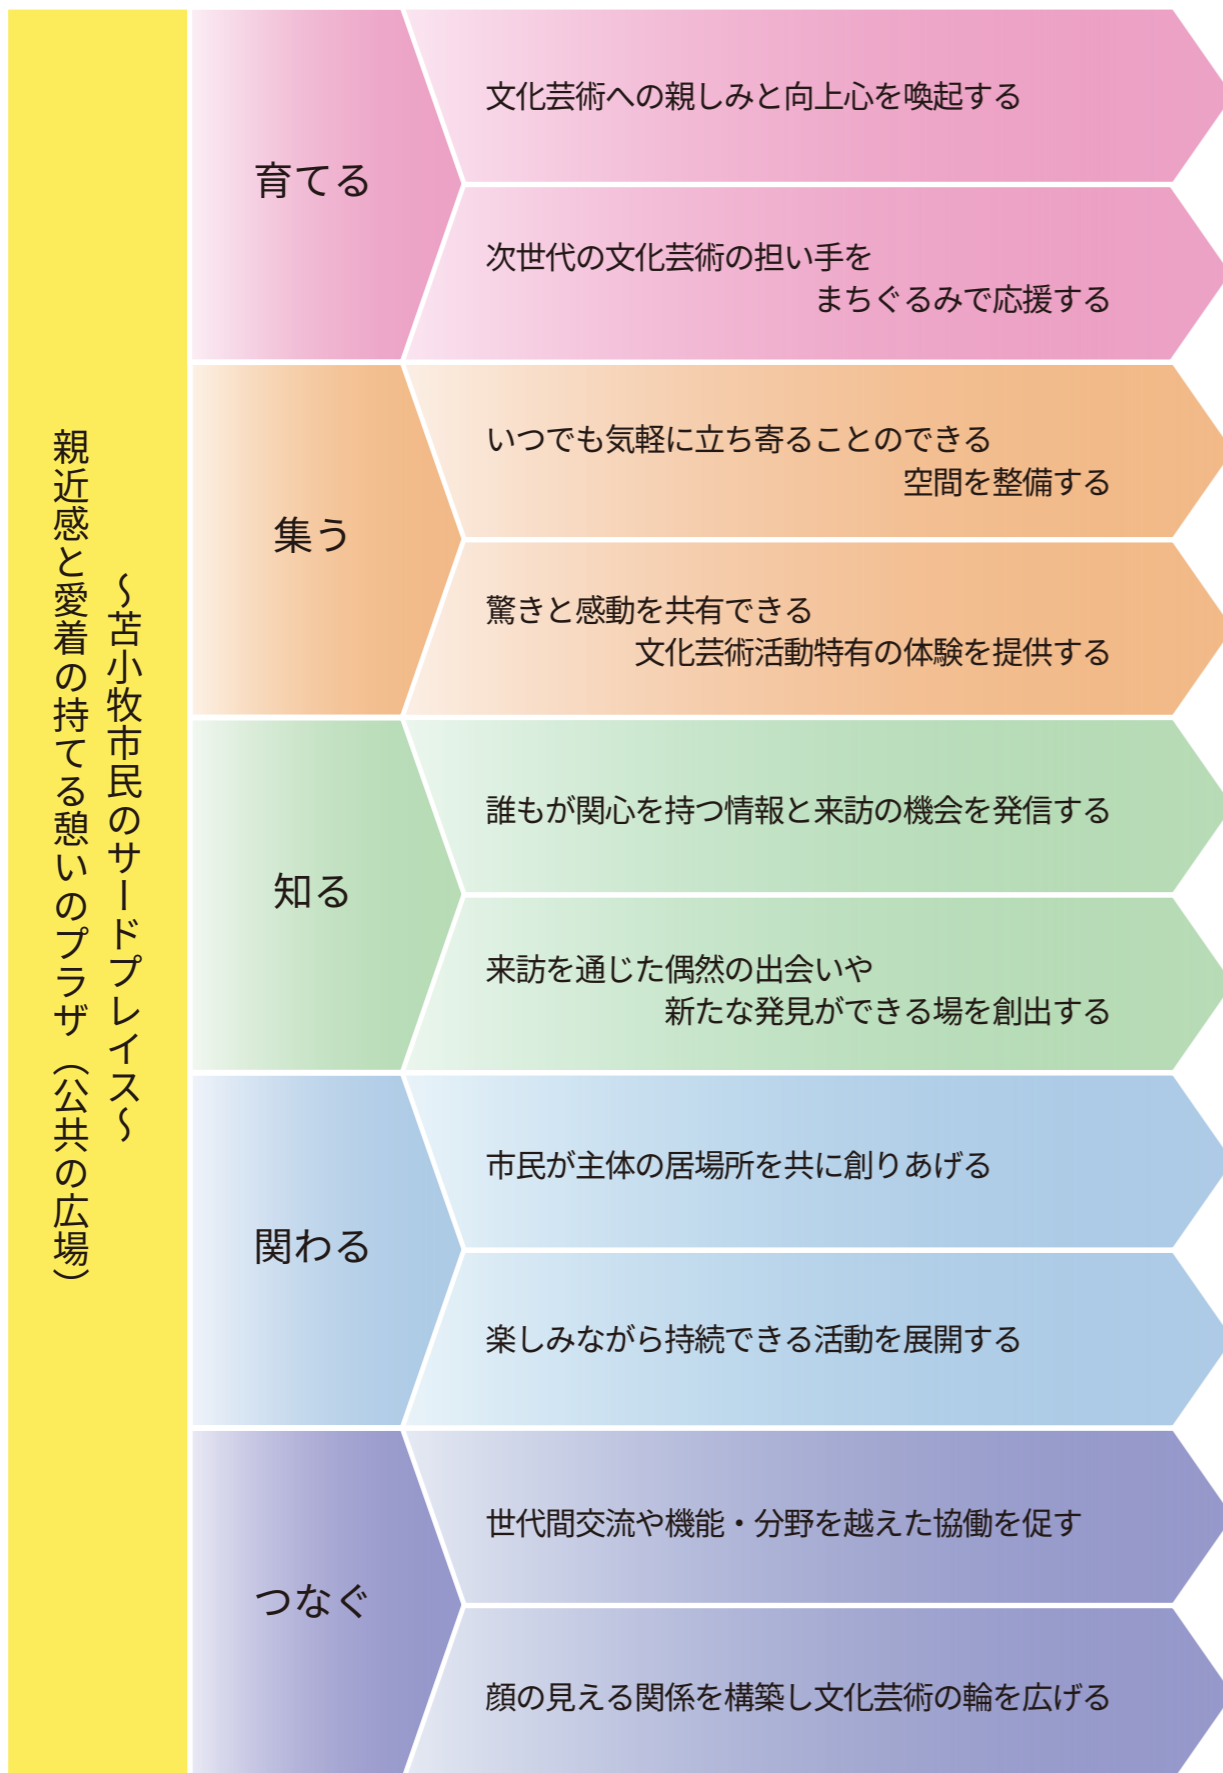 親近感と愛着の持てる憩いのプラザ（公共の広場）
～苫小牧市民のサードプレイス～
育てる
文化芸術への親しみと向上心を喚起する
次世代の文化芸術の担い手を
まちぐるみで応援する
集う
いつでも気軽に立ち寄ることのできる
空間を整備する
驚きと感動を共有できる
文化芸術活動特有の体験を提供する
知る
誰もが関心を持つ情報と来訪の機会を発信する
来訪を通じた偶然の出会いや
新たな発見ができる場を創出する
関わる
市民が主体の居場所を共に創りあげる
楽しみながら持続できる活動を展開する
つなぐ
世代間交流や機能・分野を越えた協働を促す
顔の見える関係を構築し文化芸術の輪を広げる